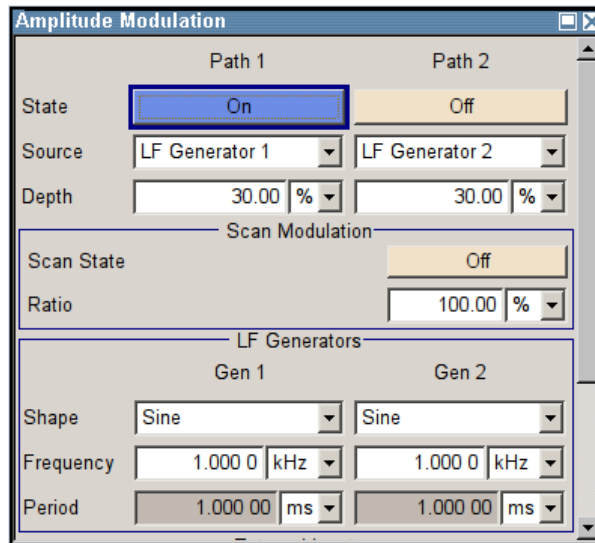 Amplitude Modulation
Path 1 Path 2
State On Off
Source LF Generator 1 LF Generator 2
Depth 30.00 % 30.00 %
Scan Modulation
Scan State Off
Ratio 100.00 %
LF Generators
Gen 1 Gen 2
Shape Sine Sine
Frequency 1.000 0 kHz 1.000 0 kHz
Period 1.000 00 ms 1.000 00 ms